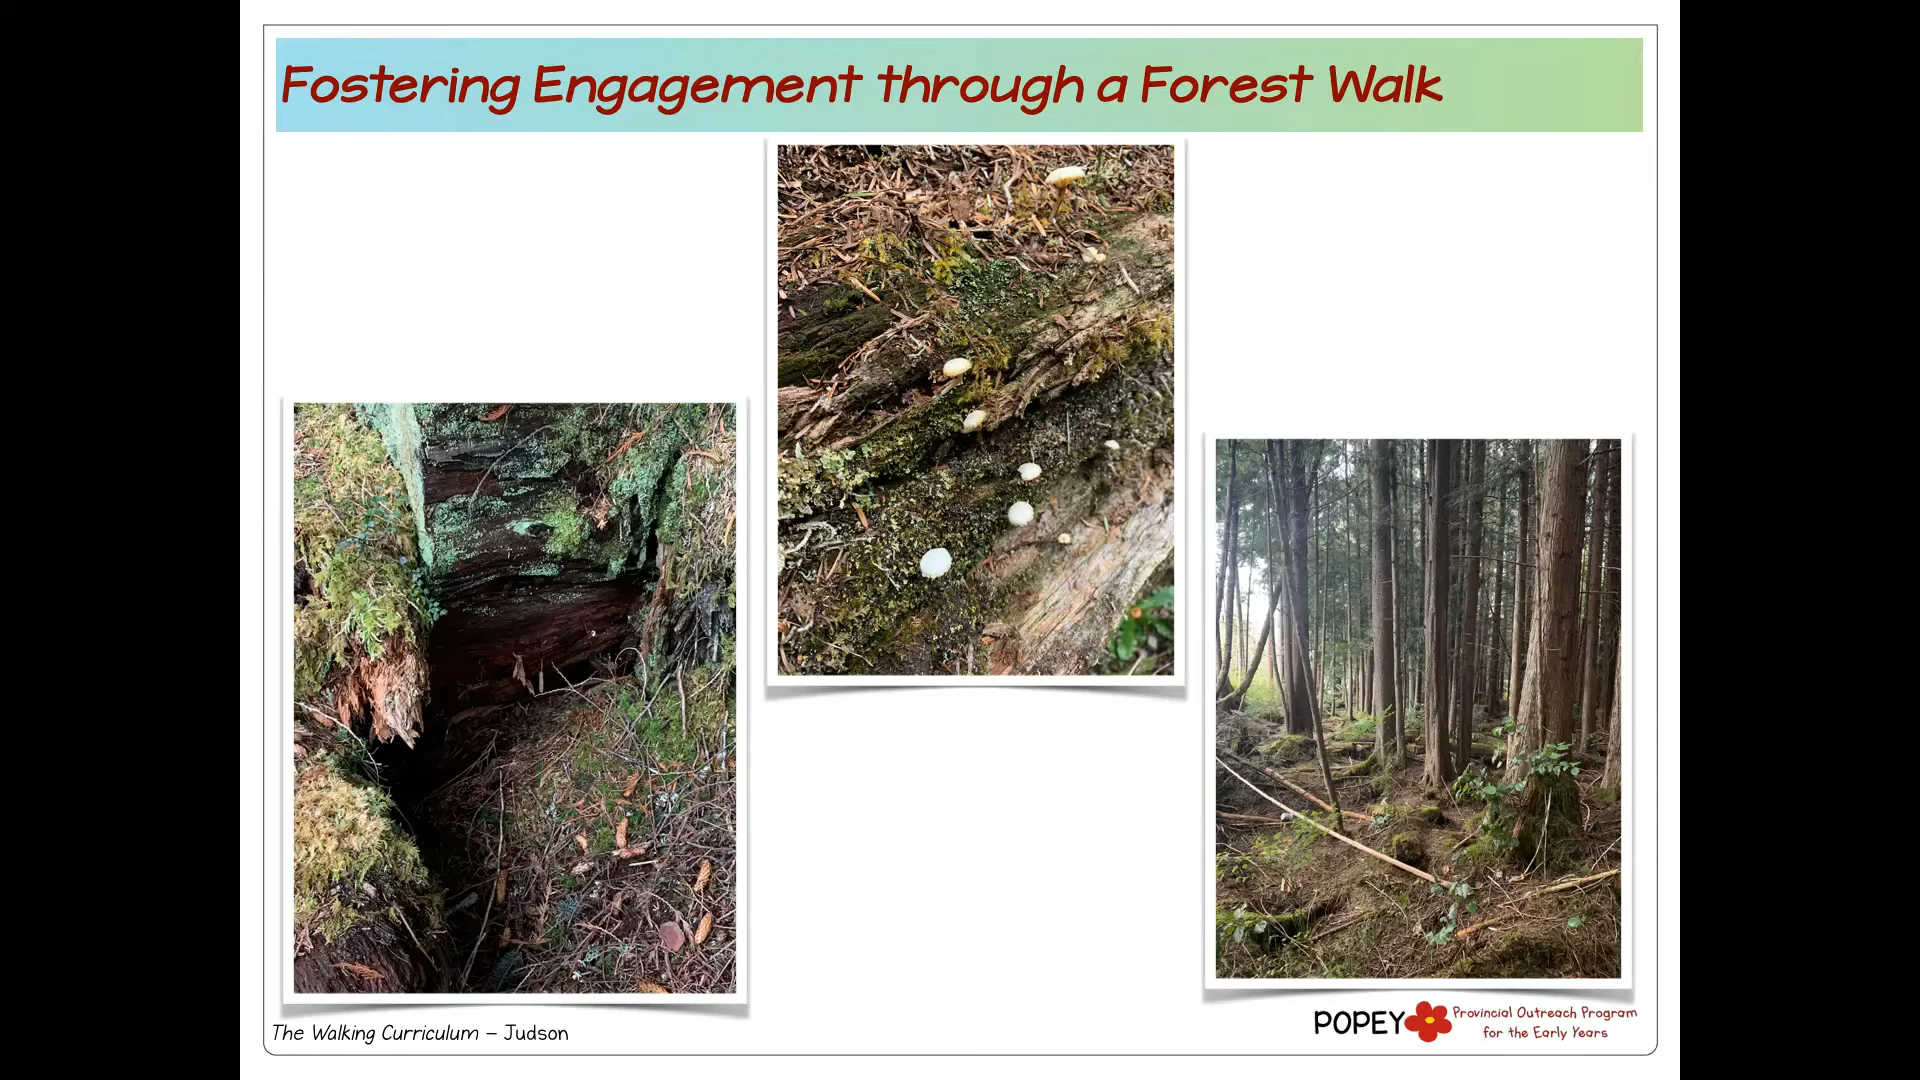 Fostering Engagement through a Forest Walk
The Walking Curriculum – Judson
POPEY
Provincial Outreach Program
for the Early Years